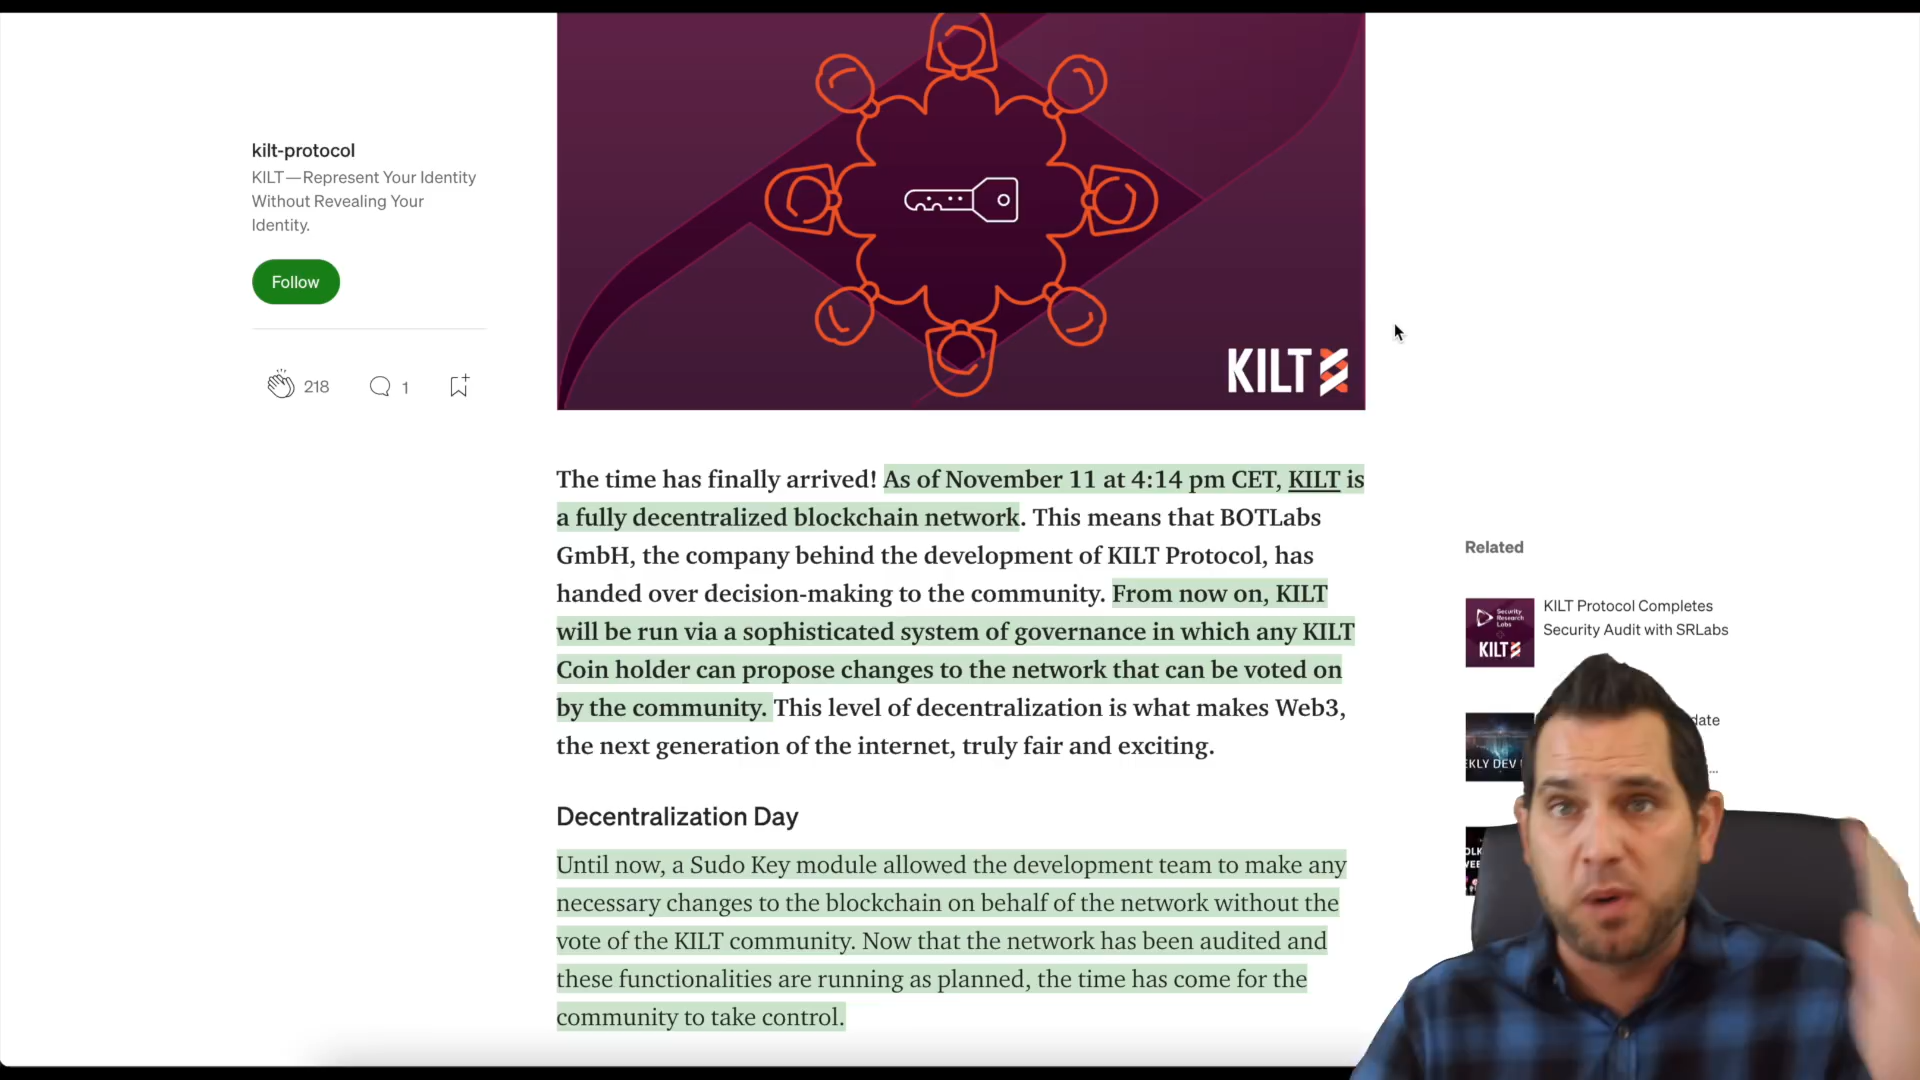 kilt-protocol
KILT—Represent Your Identity
Without Revealing Your
Identity.
Follow
218
1
KILT
The time has finally arrived! As of November 11 at 4:14 pm CET, KILT is
a fully decentralized blockchain network. This means that BOTLabs
GmbH, the company behind the development of KILT Protocol, has
handed over decision-making to the community. From now on, KILT
will be run via a sophisticated system of governance in which any KILT
Coin holder can propose changes to the network that can be voted on
by the community. This level of decentralization is what makes Web3,
the next generation of the internet, truly fair and exciting.
Decentralization Day
Until now, a Sudo Key module allowed the development team to make any
necessary changes to the blockchain on behalf of the network without the
vote of the KILT community. Now that the network has been audited and
these functionalities are running as planned, the time has come for the
community to take control.
Related
Security
Research
Labs
KILT
KILT Protocol Completes
Security Audit with SRLabs
date
...
EKLY DEV
OLK
VEE